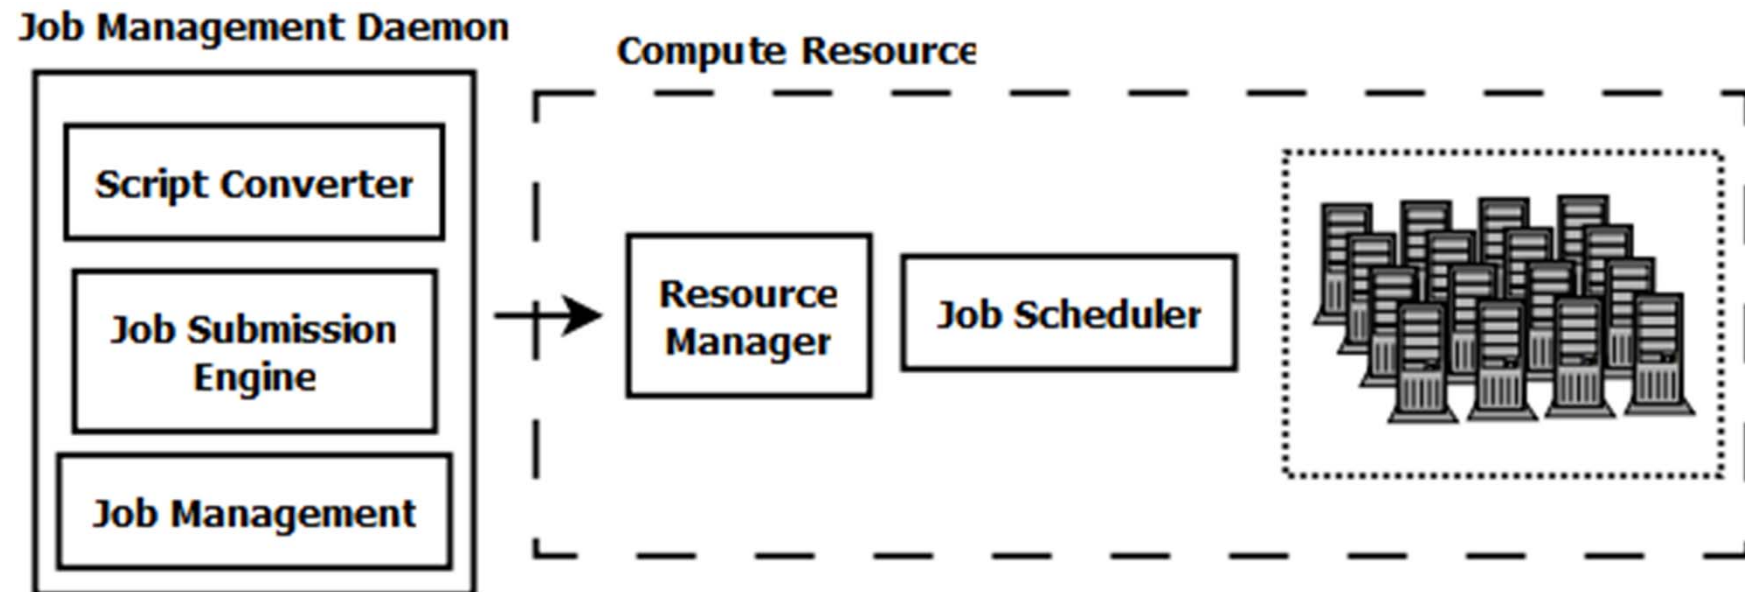 Job Management Daemon
Script Converter
Job Submission
Engine
Job Management
Compute Resource
Resource
Manager
Job Scheduler